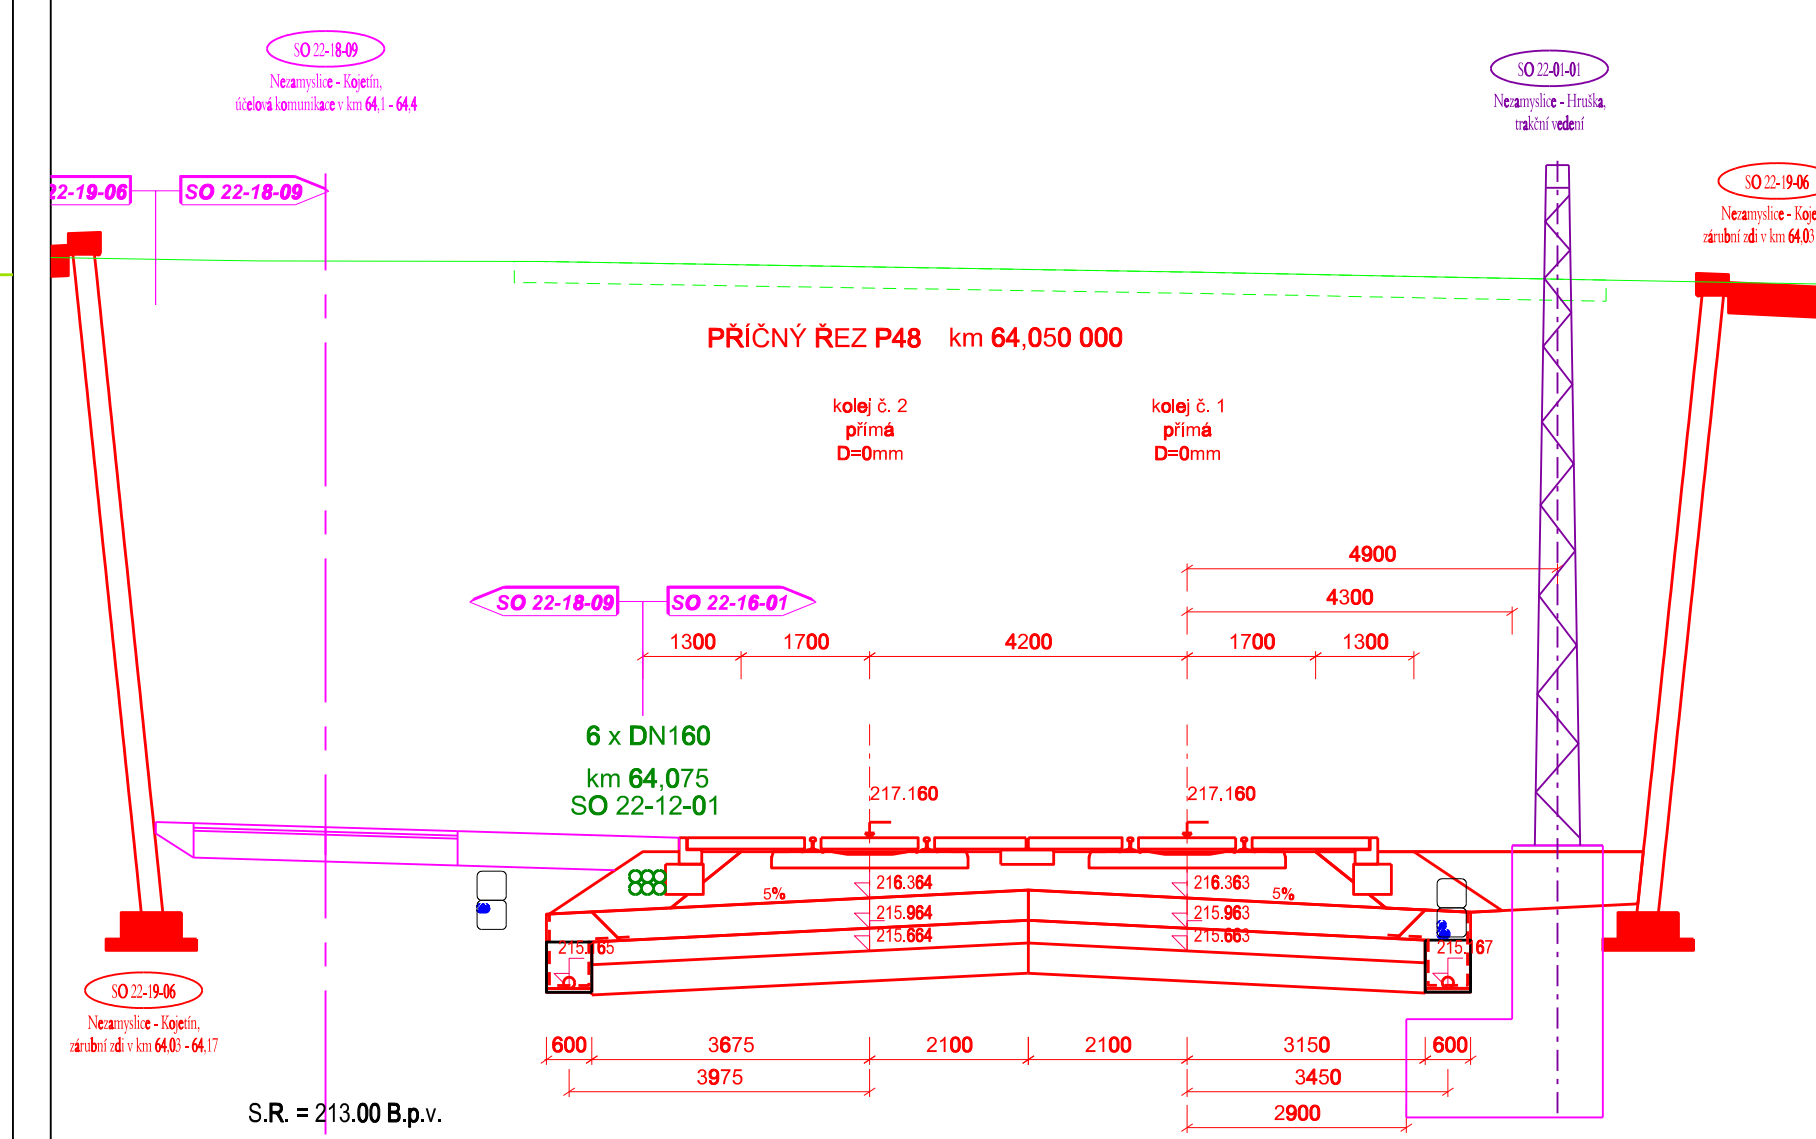 SO 22-18-09
Nezamyslice - Kojetín,
účelová komunikace v km 64,1 - 64,4
SO 22-01-01
Nezamyslice - Hruška,
trakční vedení
SO 22-19-06
Nezamyslice - Koje
zárubní zdi v km 64,03
22-19-06
SO 22-18-09
PŘÍČNÝ ŘEZ P48 km 64,050 000
kolej č. 2
přímá
D=0mm
kolej č. 1
přímá
D=0mm
4900
4300
SO 22-18-09
SO 22-16-01
1300 1700 4200 1700 1300
6 x DN160
km 64,075
SO 22-12-01
217.160
217.160
216.364
5%
216.363
5%
215.964
215.963
215.664
215.663
215.165
215.167
SO 22-19-06
Nezamyslice - Kojetín,
zárubní zdi v km 64,03 - 64,17
600 3675 2100 2100 3150 600
3975
3450
2900
S.R. = 213.00 B.p.v.